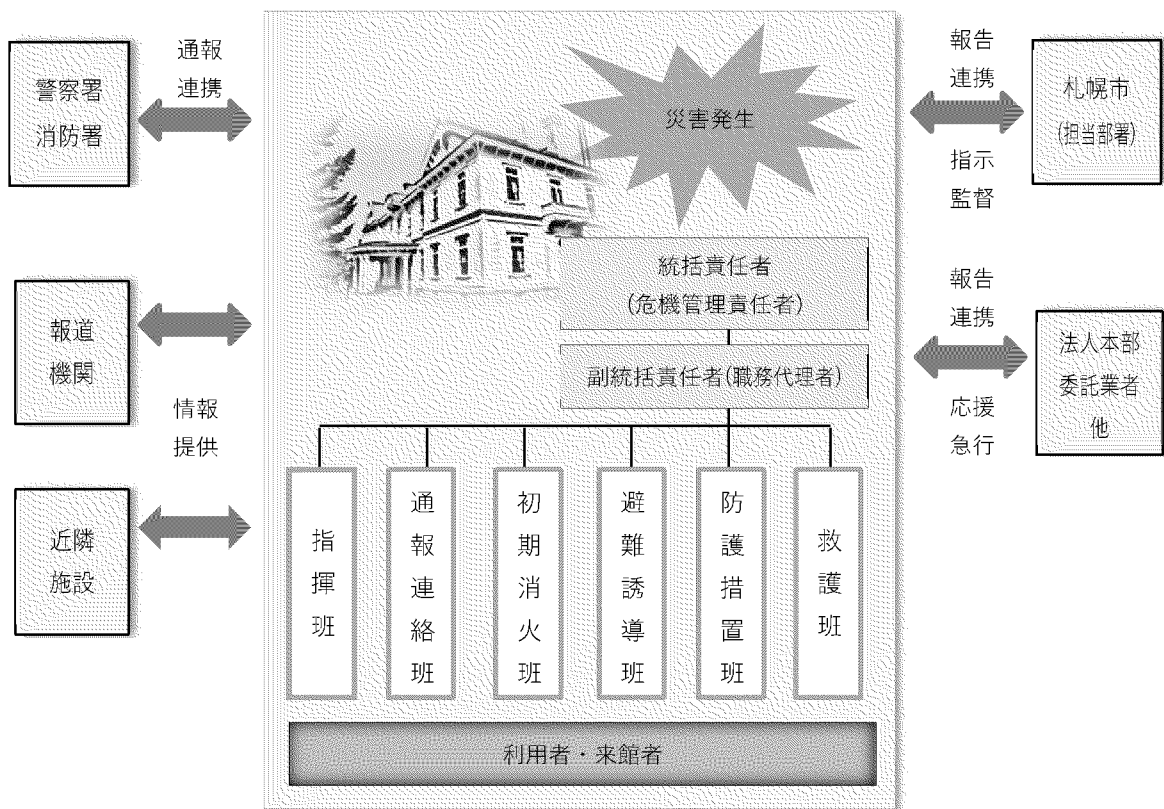 警察署
消防署
通報
連携
報道
機関
情報
提供
近隣
施設
災害発生
統括責任者
(危機管理責任者)
副統括責任者(職務代理者)
指揮班
通報連絡班
初期消火班
避難誘導班
防護措置班
救護班
利用者・来館者
報告
連携
指示
監督
札幌市
(担当部署)
報告
連携
応援
急行
法人本部
委託業者
他